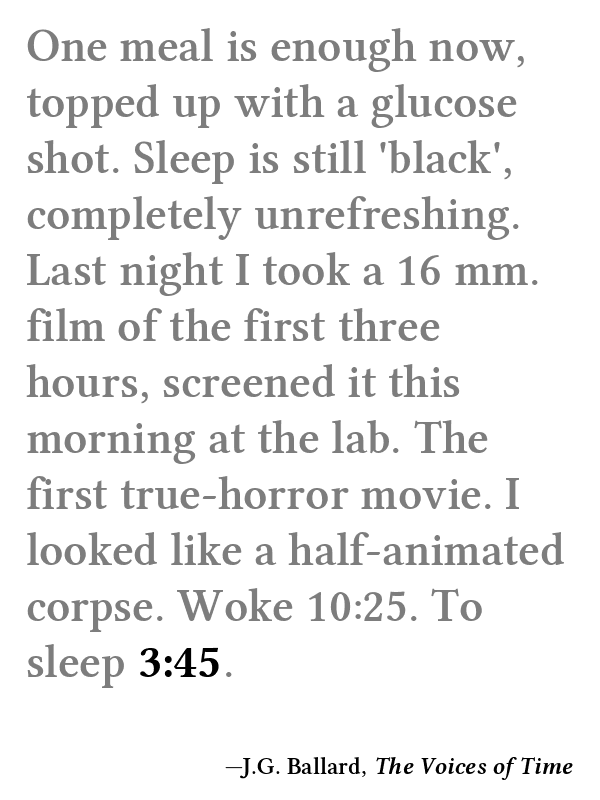 One meal is enough now,
topped up with a glucose
shot. Sleep is still 'black',
completely unrefreshing.
Last night I took a 16 mm.
film of the first three
hours, screened it this
morning at the lab. The
first true-horror movie. I
looked like a half-animated
corpse. Woke 10:25. To
sleep 3:45.
—J.G. Ballard, The Voices of Time